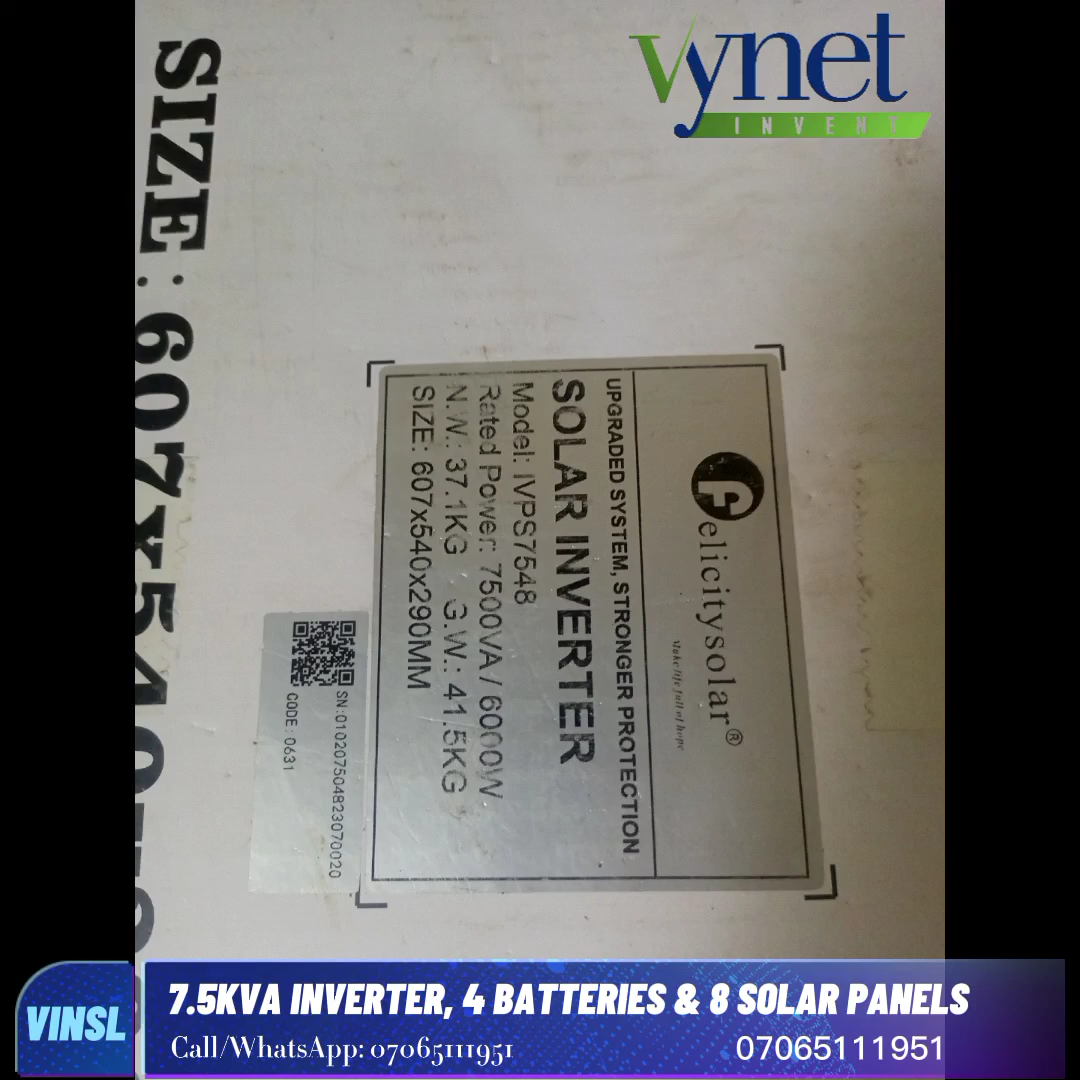 vynet
INVENT
SIZE: 607X540
Felicitysolar®
Make life full of hope
UPGRADED SYSTEM, STRONGER PROTECTION
SOLAR INVERTER
Model: IVPS7548
Rated Power: 7500VA / 6000W
N.W.: 37.1KG G.W.: 41.5KG
SIZE: 607x540x290MM
SN:010207504823070020
CODE: 0631
VINSL
7.5KVA INVERTER, 4 BATTERIES & 8 SOLAR PANELS
Call/WhatsApp: 07065111951
07065111951